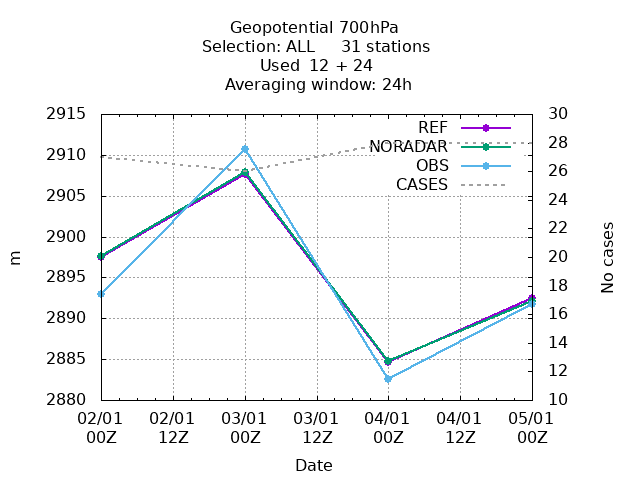 Geopotential 700hPa
Selection: ALL     31 stations
Used  12 + 24
Averaging window: 24h
2915
2910
2905
2900
2895
2890
2885
2880
m
30
28
26
24
22
20
18
16
14
12
10
No cases
REF
NORADAR
OBS
CASES
02/01 02/01 03/01 03/01 04/01 04/01 05/01
00Z 12Z 00Z 12Z 00Z 12Z 00Z
Date